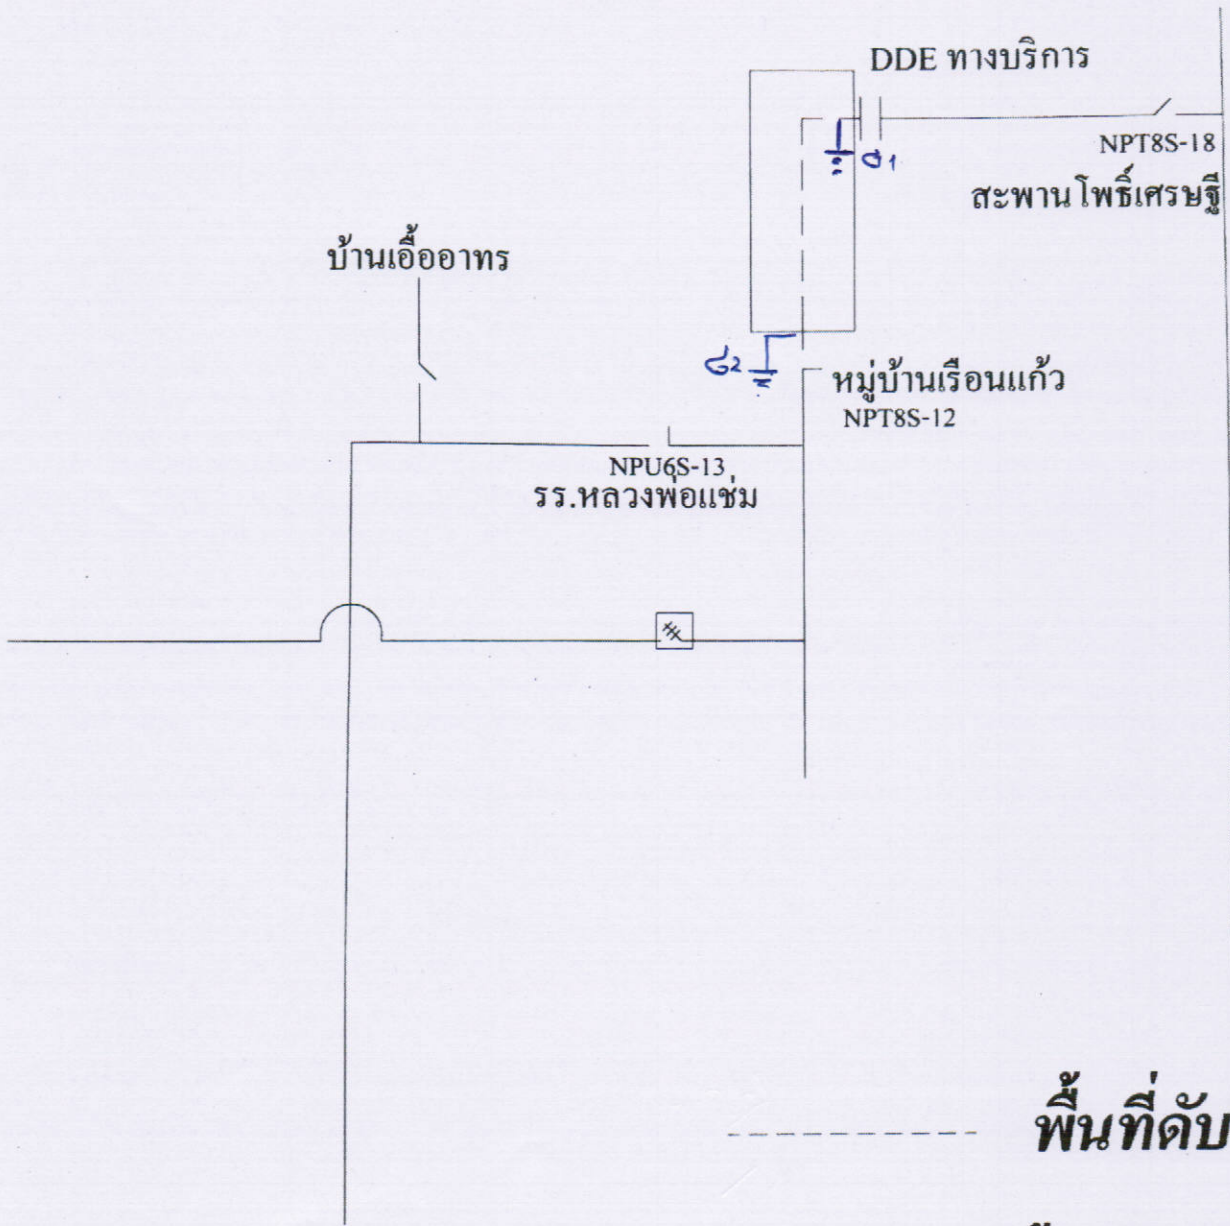 DDE ทางบริการ
NPT8S-18
สะพานโพธิ์เศรษฐี
บ้านเอื้ออาทร
หมู่บ้านเรือนแก้ว
NPT8S-12
NPU6S-13
รร.หลวงพ่อแช่ม
พื้นที่ดับ